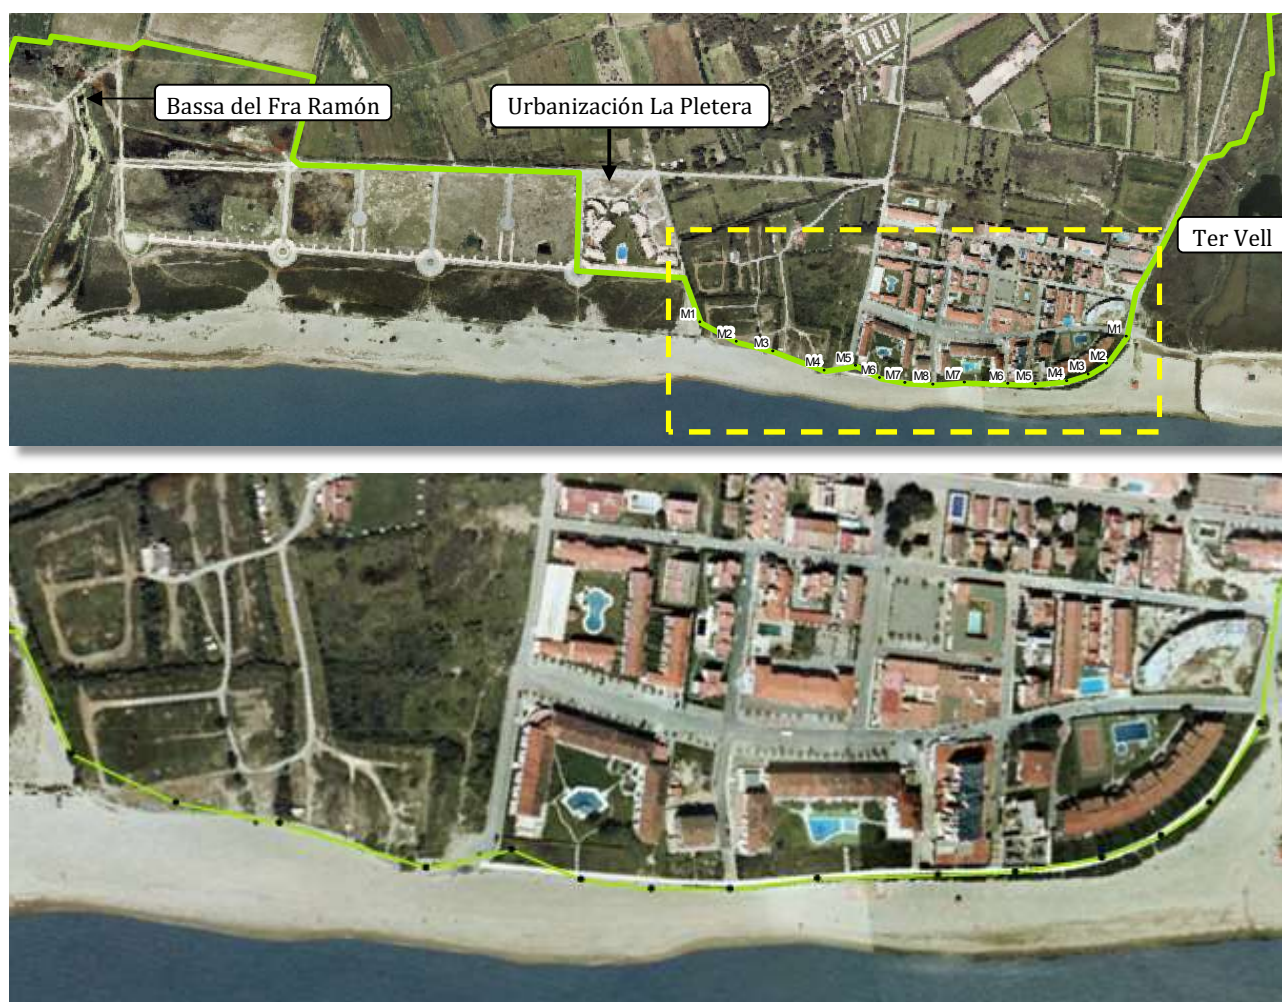 Bassa del Fra Ramón
Urbanización La Pletera
Ter Vell
M1
M2
M3
M4
M5
M6
M7
M8
M7
M6
M5
M4
M3
M2
M1